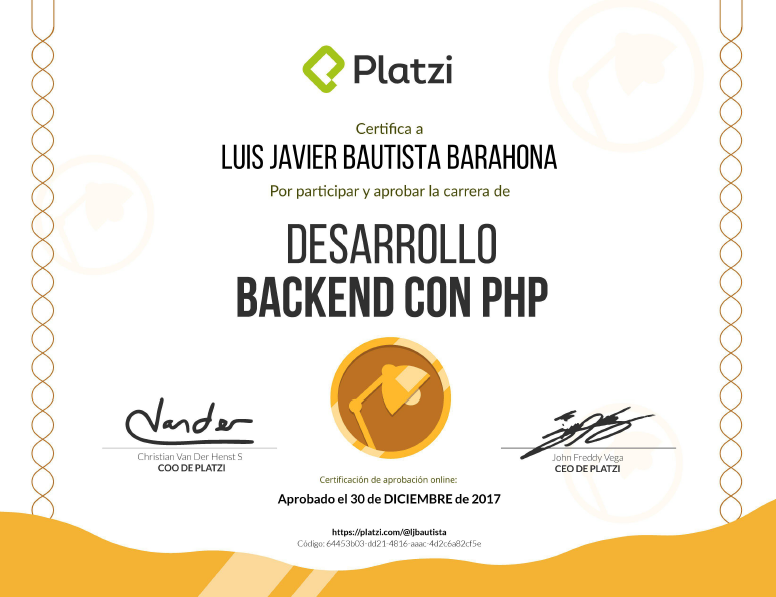 Platzi
Certifica a
LUIS JAVIER BAUTISTA BARAHONA
Por participar y aprobar la carrera de
DESARROLLO
BACKEND CON PHP
Vander
Christian Van Der Henst S
COO DE PLATZI
John Freddy Vega
CEO DE PLATZI
Certificación de aprobación online:
Aprobado el 30 de DICIEMBRE de 2017
https://platzi.com/@ljbautista
Código: 64453b03-dd21-4816-aaac-4d2c6a82cf5e